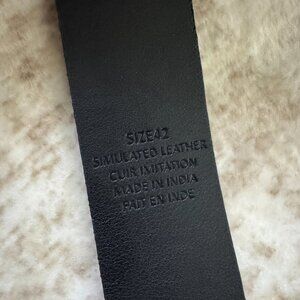 SIZE42
SIMULATED LEATHER
CUIR IMITATION
MADE IN INDIA
FAIT EN INDE